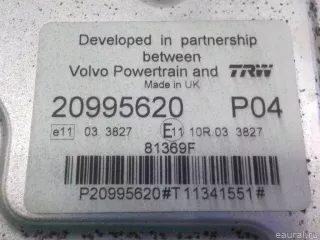 Developed in partnership
between
Volvo Powertrain and TRW
Made in UK
20995620 P04
e11 03 3827 E11 10R.03 3827
81369F
P20995620#T11341551#
© eaural.ru